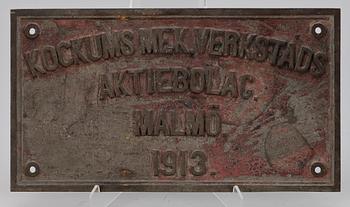 KOCKUMS MEK. VERKSTADS
AKTIEBOLAG
MALMÖ
1913.